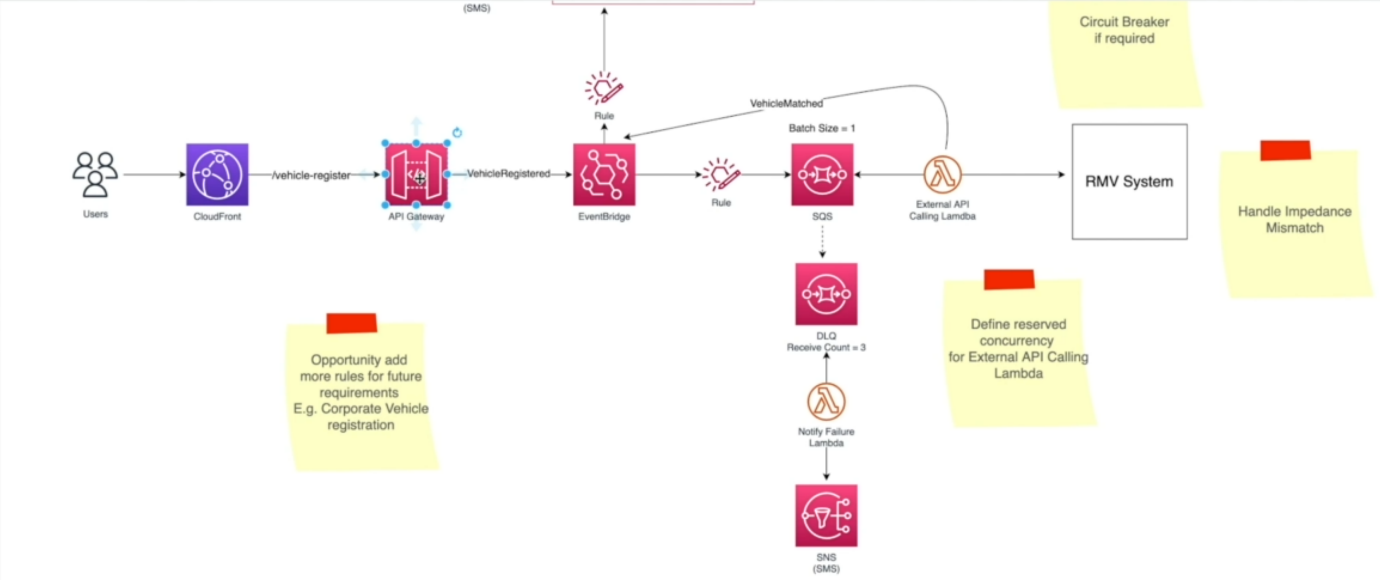 (SMS)
Circuit Breaker
if required
Rule
VehicleMatched
Batch Size = 1
/vehicle-register
VehicleRegistered
RMV System
Users
CloudFront
API Gateway
EventBridge
Rule
SQS
External API
Calling Lamdba
Handle Impedance
Mismatch
DLQ
Receive Count = 3
Define reserved
concurrency
for External API Calling
Lambda
Opportunity add
more rules for future
requirements
E.g. Corporate Vehicle
registration
Notify Failure
Lambda
SNS
(SMS)